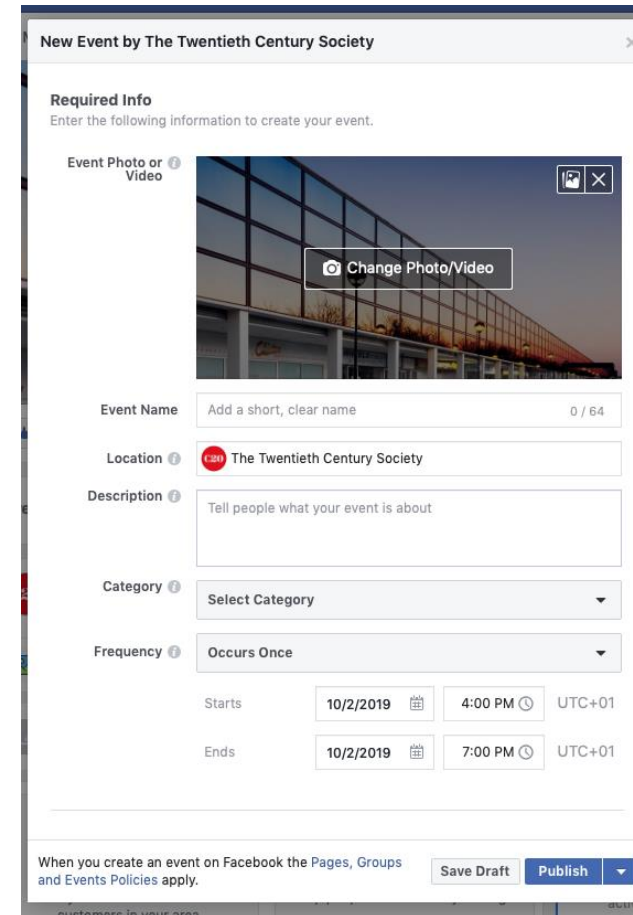 New Event by The Twentieth Century Society
Required Info
Enter the following information to create your event.
Event Photo or
Video
Change Photo/Video
Event Name
Add a short, clear name
0 / 64
Location
C20 The Twentieth Century Society
Description
Tell people what your event is about
Category
Select Category
Frequency
Occurs Once
Starts
10/2/2019
4:00 PM
UTC+01
Ends
10/2/2019
7:00 PM
UTC+01
When you create an event on Facebook the Pages, Groups
and Events Policies apply.
Save Draft
Publish
customers in your area